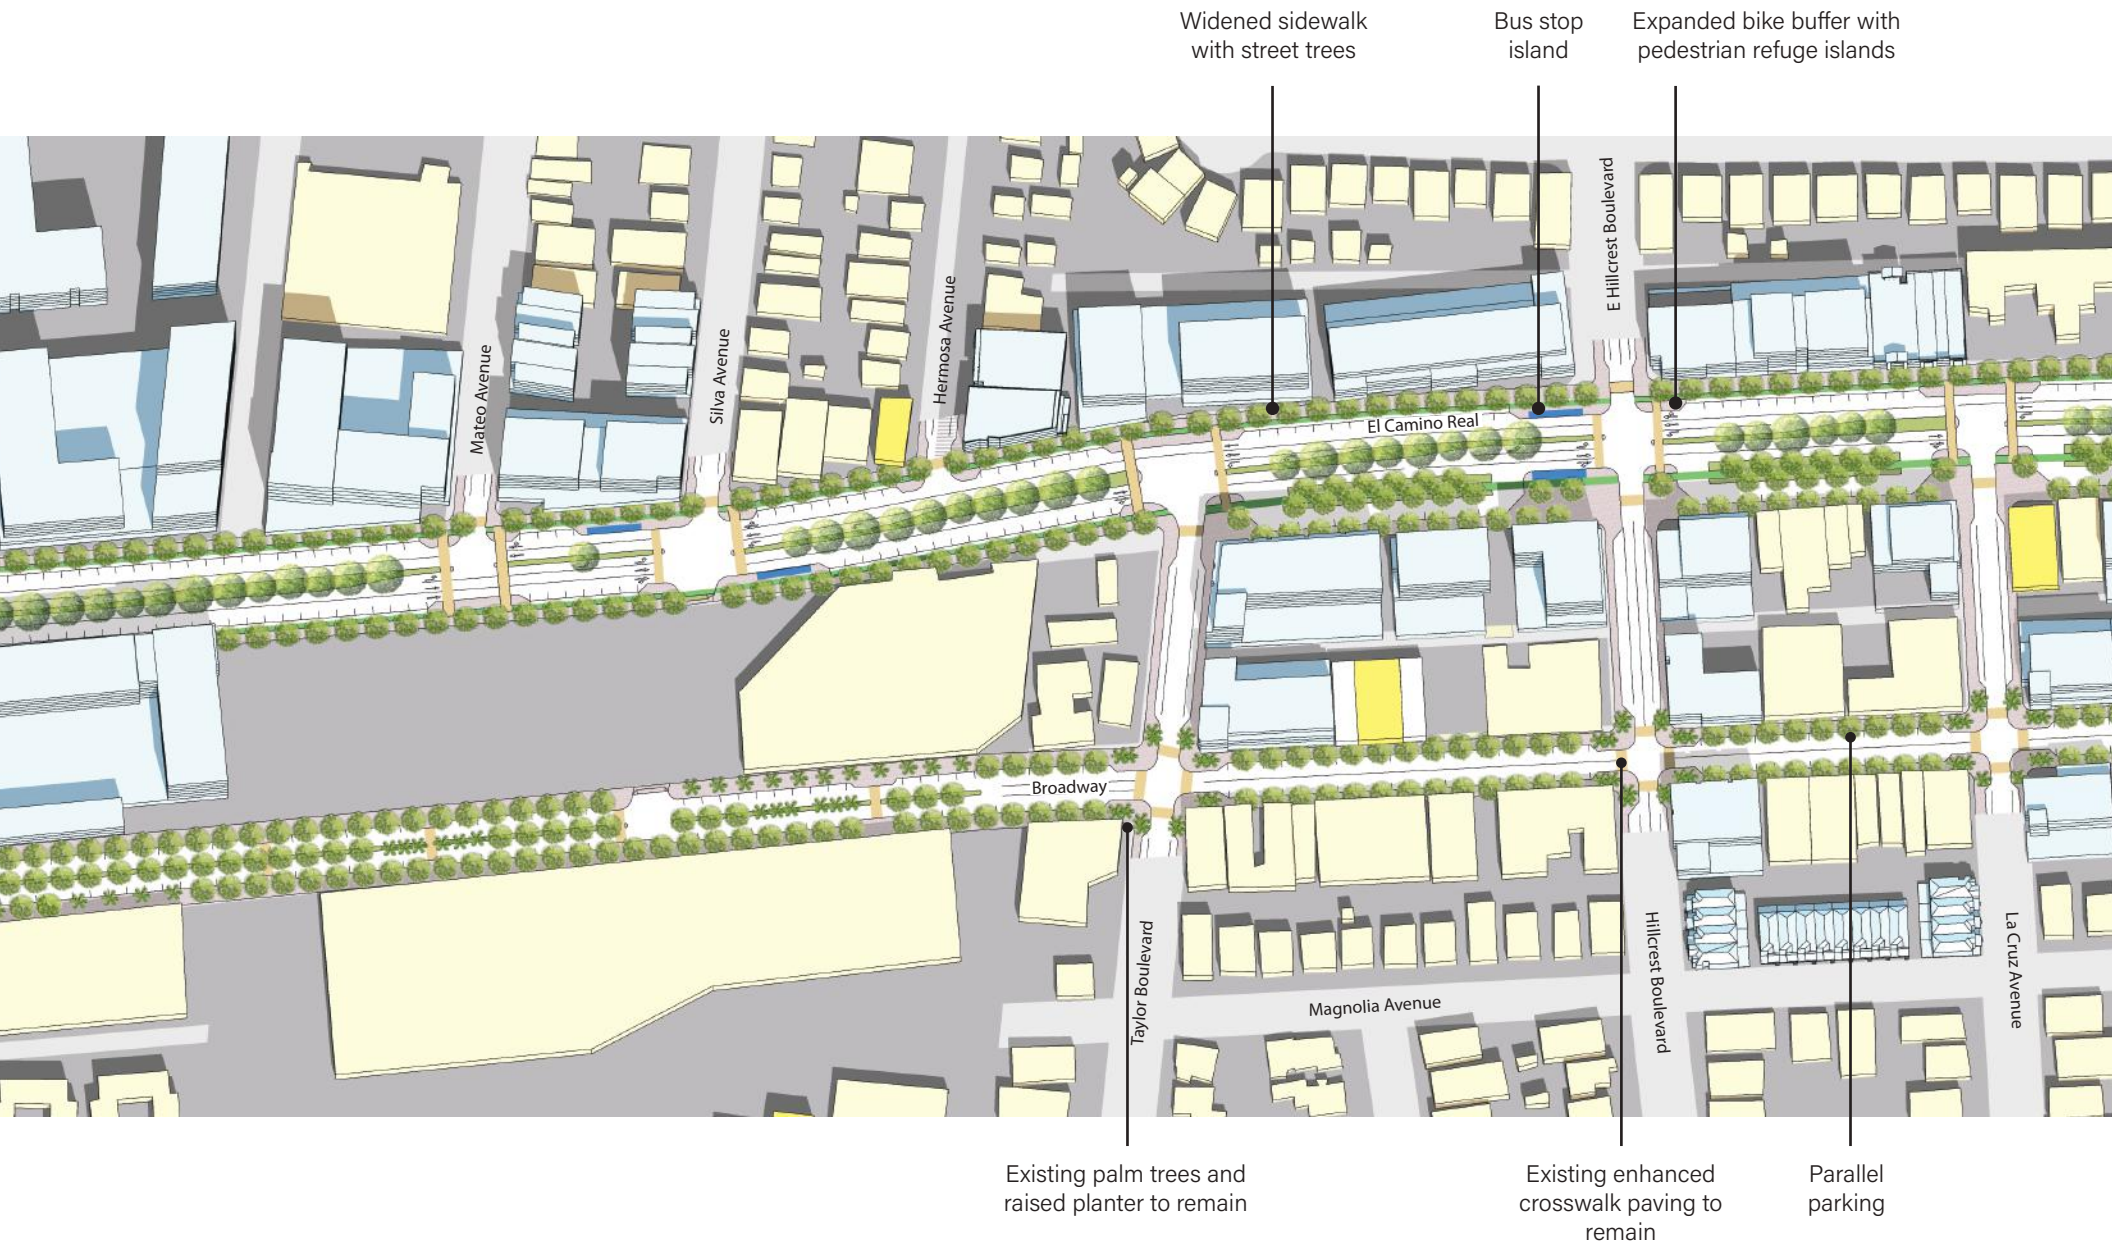 Widened sidewalk
with street trees
Bus stop
island
Expanded bike buffer with
pedestrian refuge islands
E Hillcrest Boulevard
Hermosa Avenue
Silva Avenue
Mateo Avenue
El Camino Real
Broadway
Taylor Boulevard
Magnolia Avenue
Hillcrest Boulevard
La Cruz Avenue
Existing palm trees and
raised planter to remain
Existing enhanced
crosswalk paving to
remain
Parallel
parking